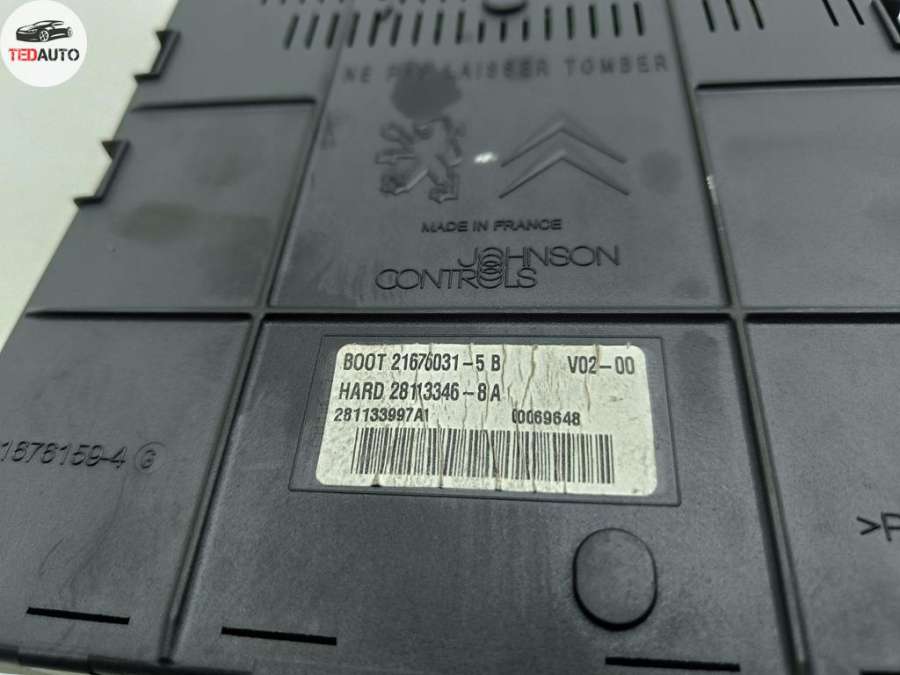 TEDAUTO
NE PAS LAISSER TOMBER
MADE IN FRANCE
JOHNSON
CONTROLS
BOOT 21676031-5 B V02-00
HARD 28113346-8A
281133997A1 00069648
1676159-4 G
>P